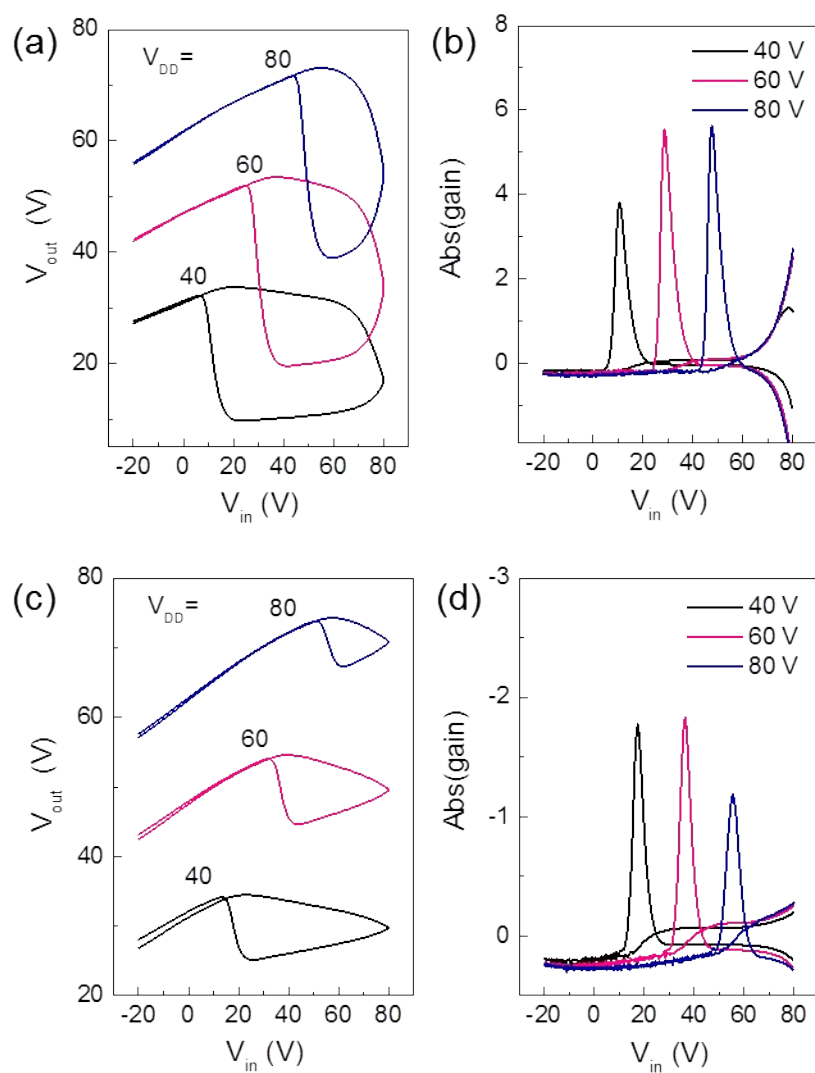 (a)
V_DD=
80
60
40
80
60
40
20
V_out (V)
-20 0 20 40 60 80
V_in (V)
(b)
40 V
60 V
80 V
8
6
4
2
0
Abs(gain)
-20 0 20 40 60 80
V_in (V)
(c)
V_DD=
80
60
40
80
60
40
20
V_out (V)
-20 0 20 40 60 80
V_in (V)
(d)
40 V
60 V
80 V
-3
-2
-1
0
Abs(gain)
-20 0 20 40 60 80
V_in (V)